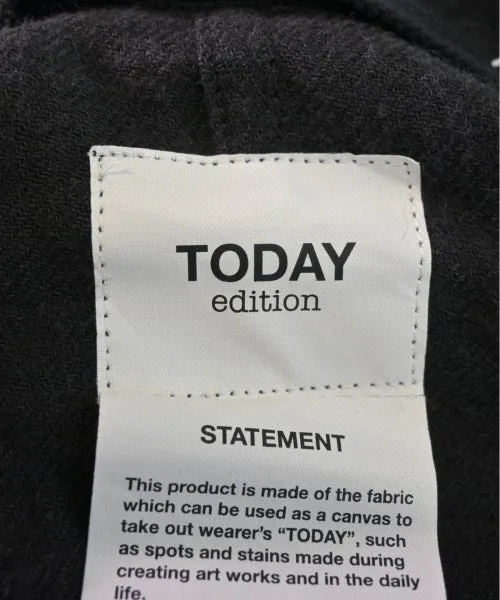 TODAY
edition
STATEMENT
This product is made of the fabric
which can be used as a canvas to
take out wearer's “TODAY”, such
as spots and stains made during
creating art works and in the daily
life.